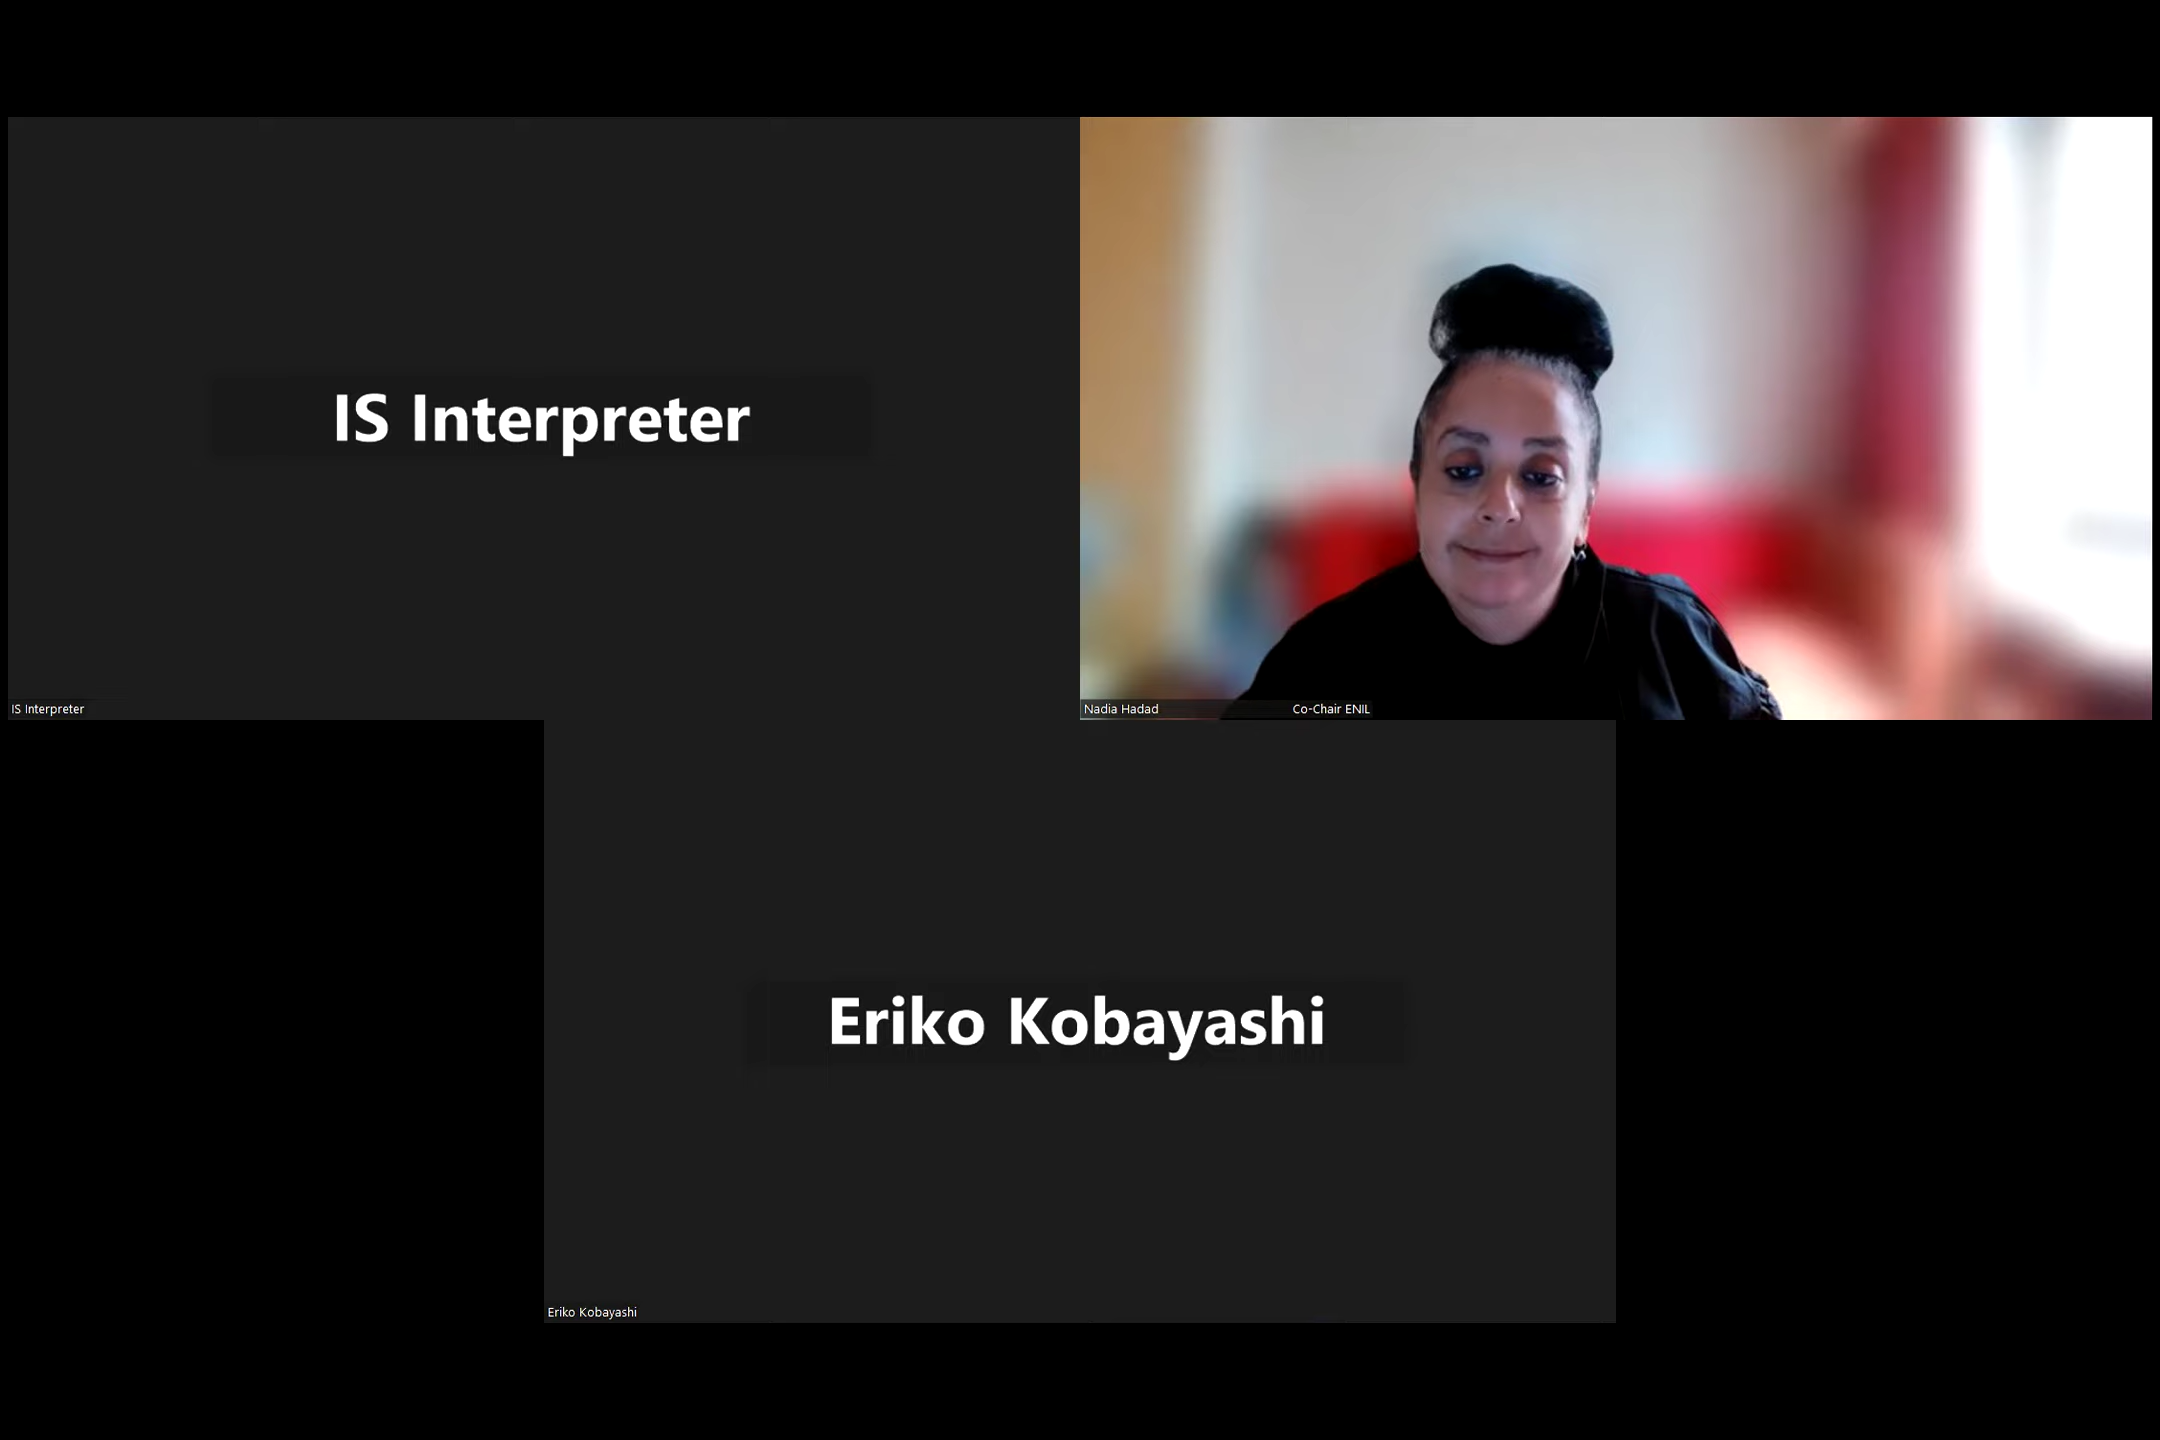 IS Interpreter
IS Interpreter
Nadia Hadad Co-Chair ENIL
Eriko Kobayashi
Eriko Kobayashi